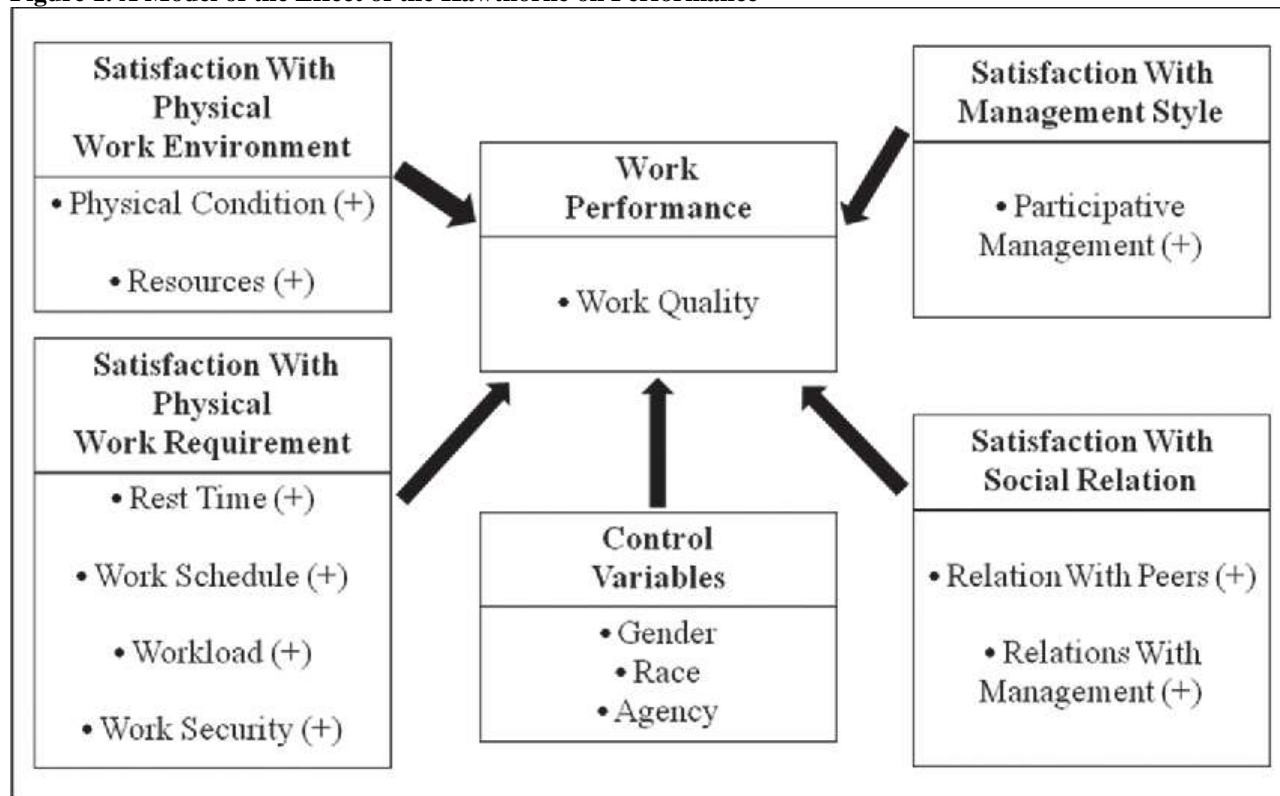 Satisfaction With
Physical
Work Environment
• Physical Condition (+)
• Resources (+)
Satisfaction With
Physical
Work Requirement
• Rest Time (+)
• Work Schedule (+)
• Workload (+)
• Work Security (+)
Work
Performance
• Work Quality
Control
Variables
• Gender
• Race
• Agency
Satisfaction With
Management Style
• Participative
Management (+)
Satisfaction With
Social Relation
• Relation With Peers (+)
• Relations With
Management (+)